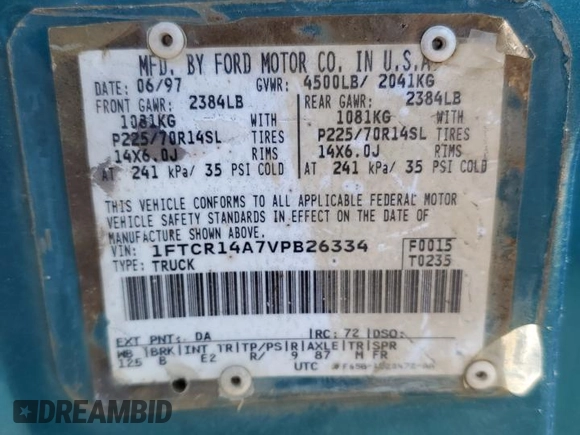 MFD. BY FORD MOTOR CO. IN U.S.A.
DATE: 06/97 GVWR: 4500LB/ 2041KG
FRONT GAWR: 2384LB REAR GAWR: 2384LB
1081KG WITH 1081KG WITH
P225/70R14SL TIRES P225/70R14SL TIRES
14X6.0J RIMS 14X6.0J RIMS
AT 241 kPa/ 35 PSI COLD AT 241 kPa/ 35 PSI COLD
THIS VEHICLE CONFORMS TO ALL APPLICABLE FEDERAL MOTOR
VEHICLE SAFETY STANDARDS IN EFFECT ON THE DATE OF
MANUFACTURE SHOWN ABOVE.
VIN: 1FTCR14A7VPB26334 F0015
TYPE: TRUCK T0235
EXT PNT: DA RC: 72 DSO:
WB BRK INT TR TP/PS R AXLE TR SPR
125 B E2 R/ 9 87 M FR
UTC
DREAMBID